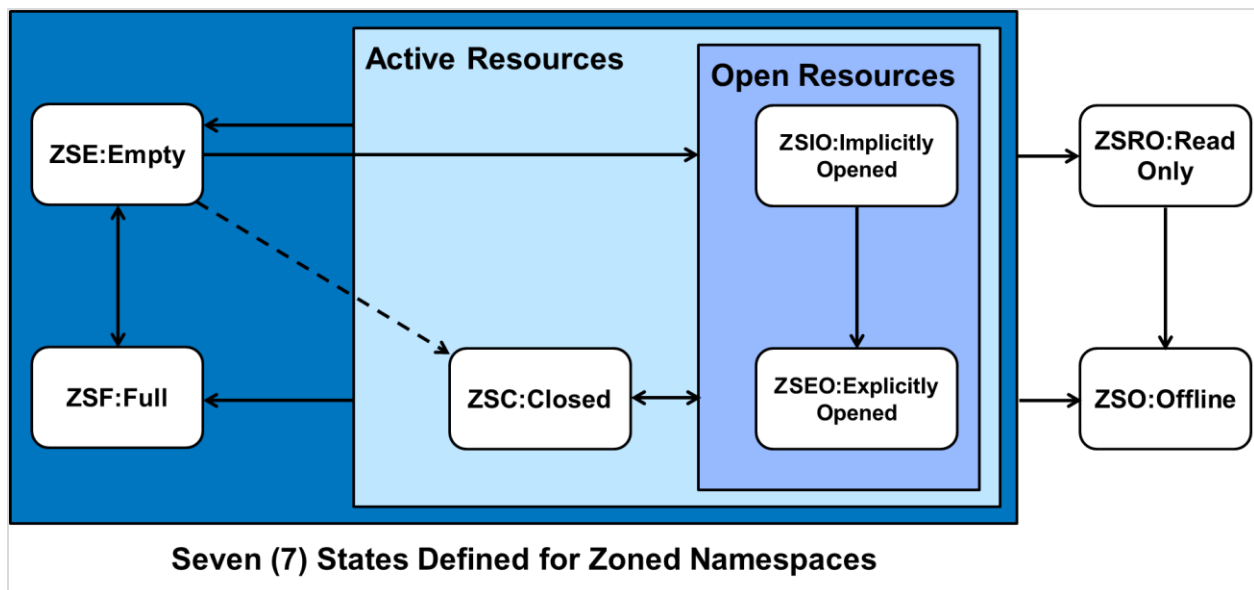 Active Resources
Open Resources
ZSE:Empty
ZSIO:Implicitly
Opened
ZSRO:Read
Only
ZSF:Full
ZSC:Closed
ZSEO:Explicitly
Opened
ZSO:Offline
Seven (7) States Defined for Zoned Namespaces